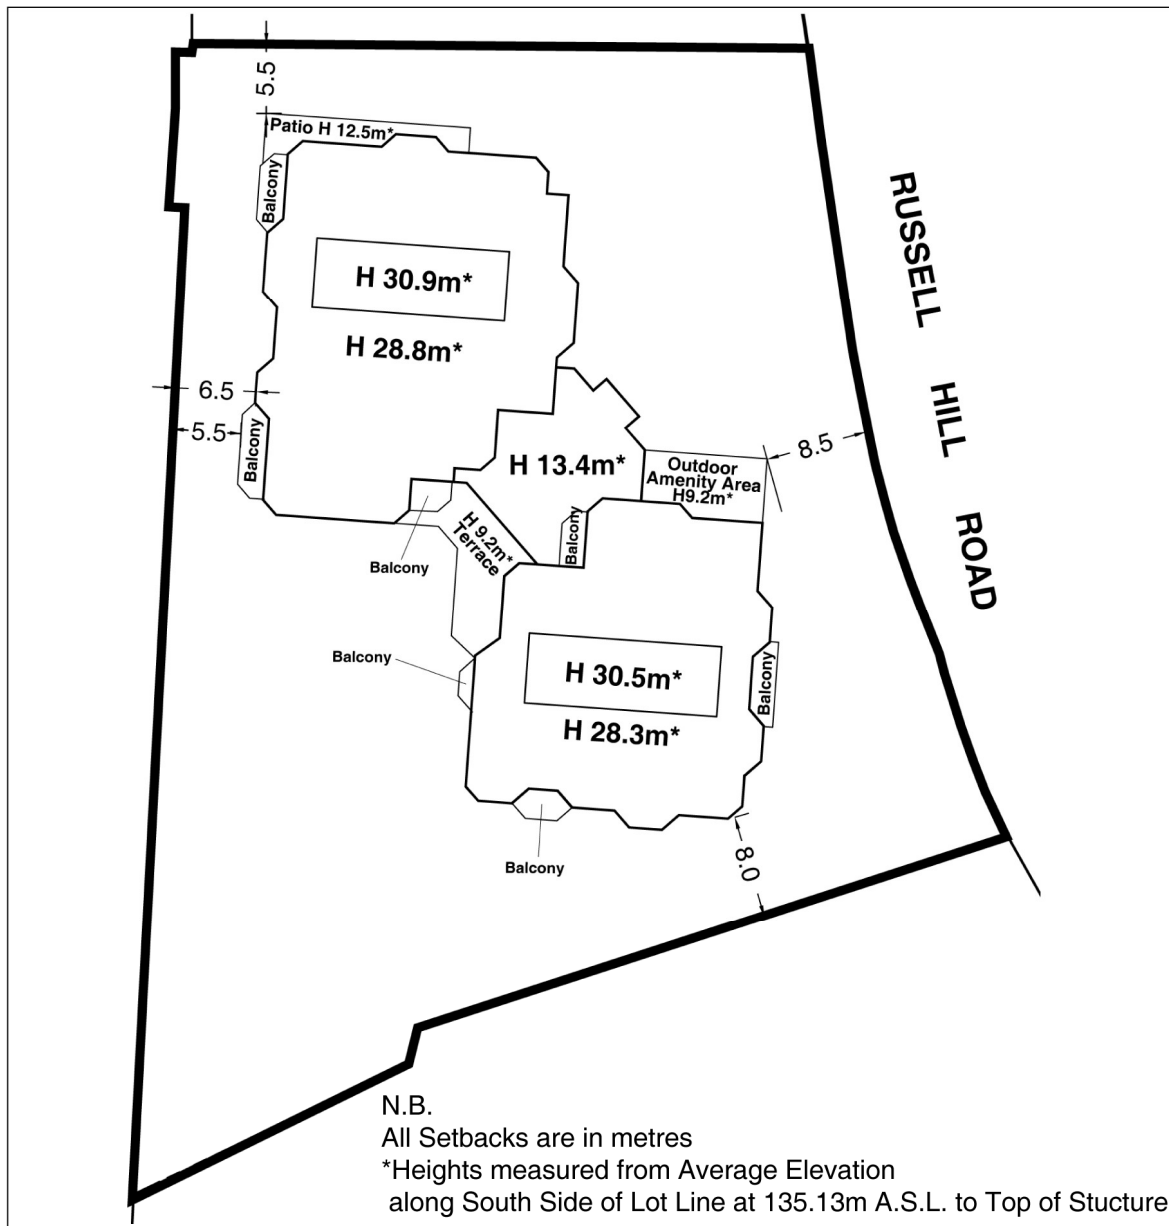 5.5
Patio H 12.5m*
Balcony
H 30.9m*
H 28.8m*
6.5
5.5
Balcony
RUSSELL HILL ROAD
8.5
H 13.4m*
Outdoor
Amenity Area
H9.2m*
H 9.2m*
Terrace
Balcony
Balcony
Balcony
H 30.5m*
H 28.3m*
Balcony
Balcony
8.0
N.B.
All Setbacks are in metres
*Heights measured from Average Elevation
along South Side of Lot Line at 135.13m A.S.L. to Top of Stucture